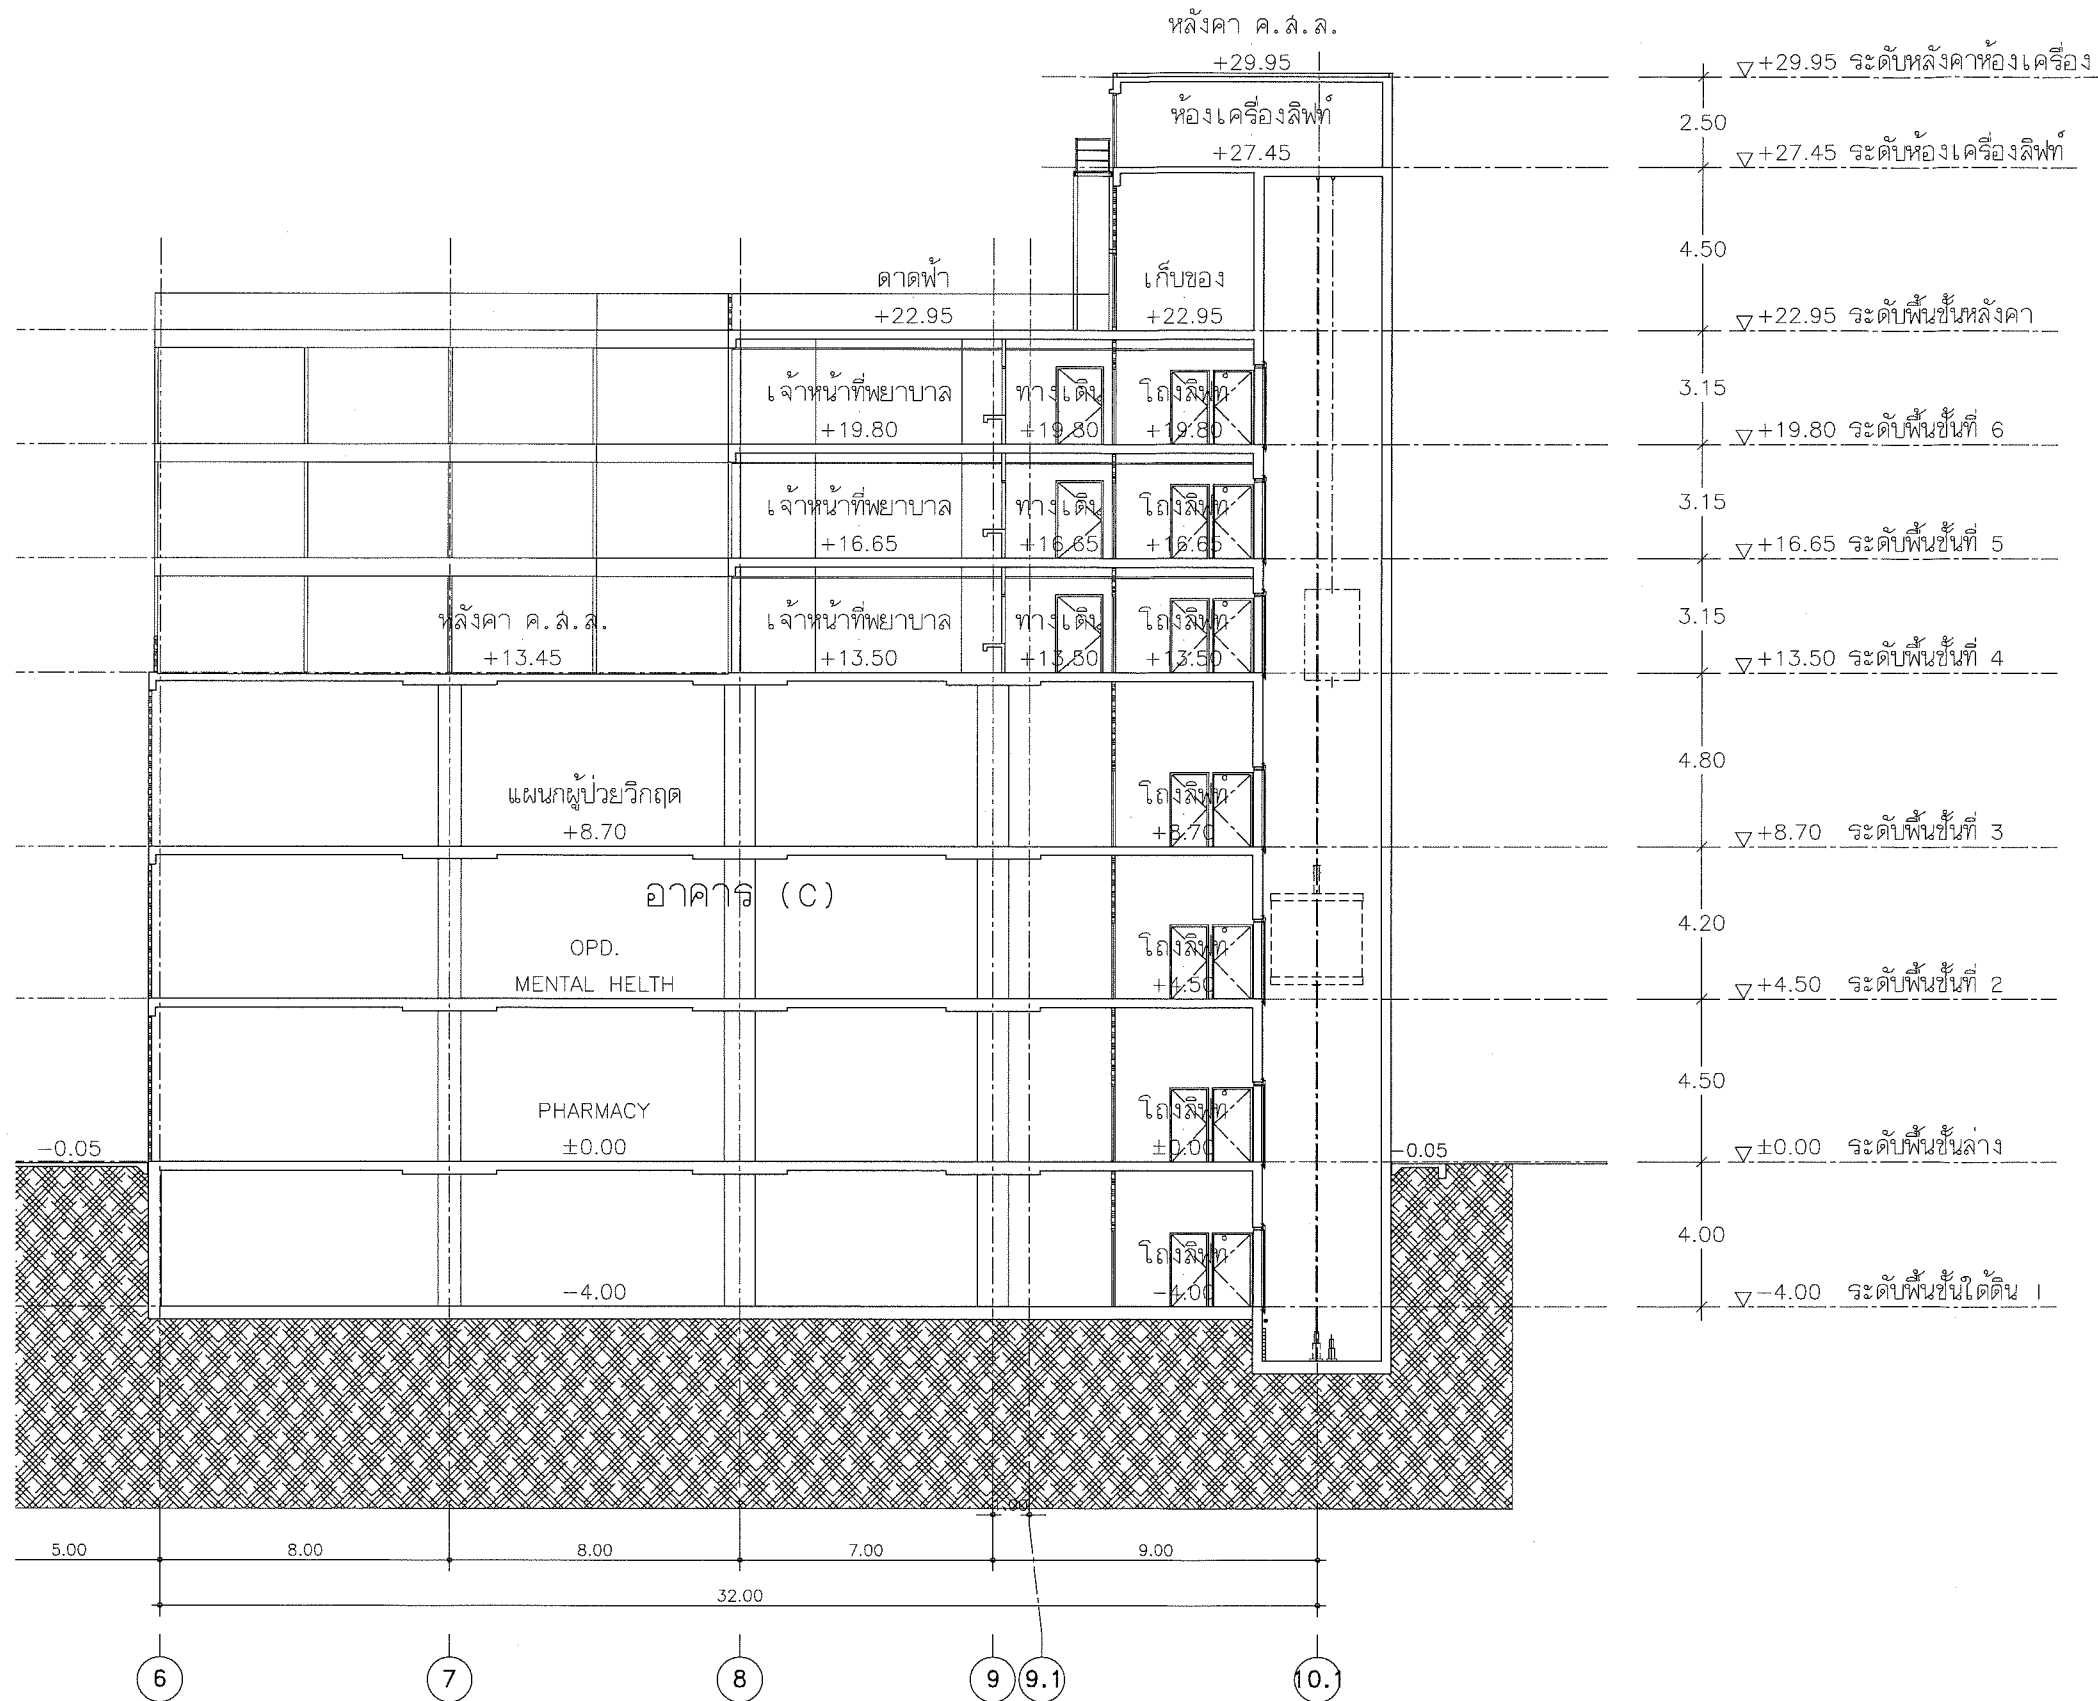 หลังคา ค.ส.ล.
+29.95
▽+29.95 ระดับหลังคาห้องเครื่อง
ห้องเครื่องลิฟท์
2.50
+27.45
▽+27.45 ระดับห้องเครื่องลิฟท์
4.50
ดาดฟ้า เก็บของ
+22.95 +22.95
▽+22.95 ระดับพื้นชั้นหลังคา
เจ้าหน้าที่พยาบาล ทางเดิน โถงลิฟท์
3.15
+19.80 +19.80 +19.80
▽+19.80 ระดับพื้นชั้นที่ 6
เจ้าหน้าที่พยาบาล ทางเดิน โถงลิฟท์
3.15
+16.65 +16.65 +16.65
▽+16.65 ระดับพื้นชั้นที่ 5
หลังคา ค.ส.ล. เจ้าหน้าที่พยาบาล ทางเดิน โถงลิฟท์
3.15
+13.45 +13.50 +13.50 +13.50
▽+13.50 ระดับพื้นชั้นที่ 4
4.80
แผนกผู้ป่วยวิกฤต โถงลิฟท์
+8.70 +8.70
▽+8.70 ระดับพื้นชั้นที่ 3
อาคาร (C)
4.20
OPD. โถงลิฟท์
MENTAL HELTH +4.50
▽+4.50 ระดับพื้นชั้นที่ 2
4.50
PHARMACY โถงลิฟท์
-0.05 ±0.00 ±0.00 -0.05
▽±0.00 ระดับพื้นชั้นล่าง
4.00
โถงลิฟท์
-4.00 -4.00
▽-4.00 ระดับพื้นชั้นใต้ดิน 1
1.00
5.00 8.00 8.00 7.00 9.00
32.00
6 7 8 9 9.1 10.1